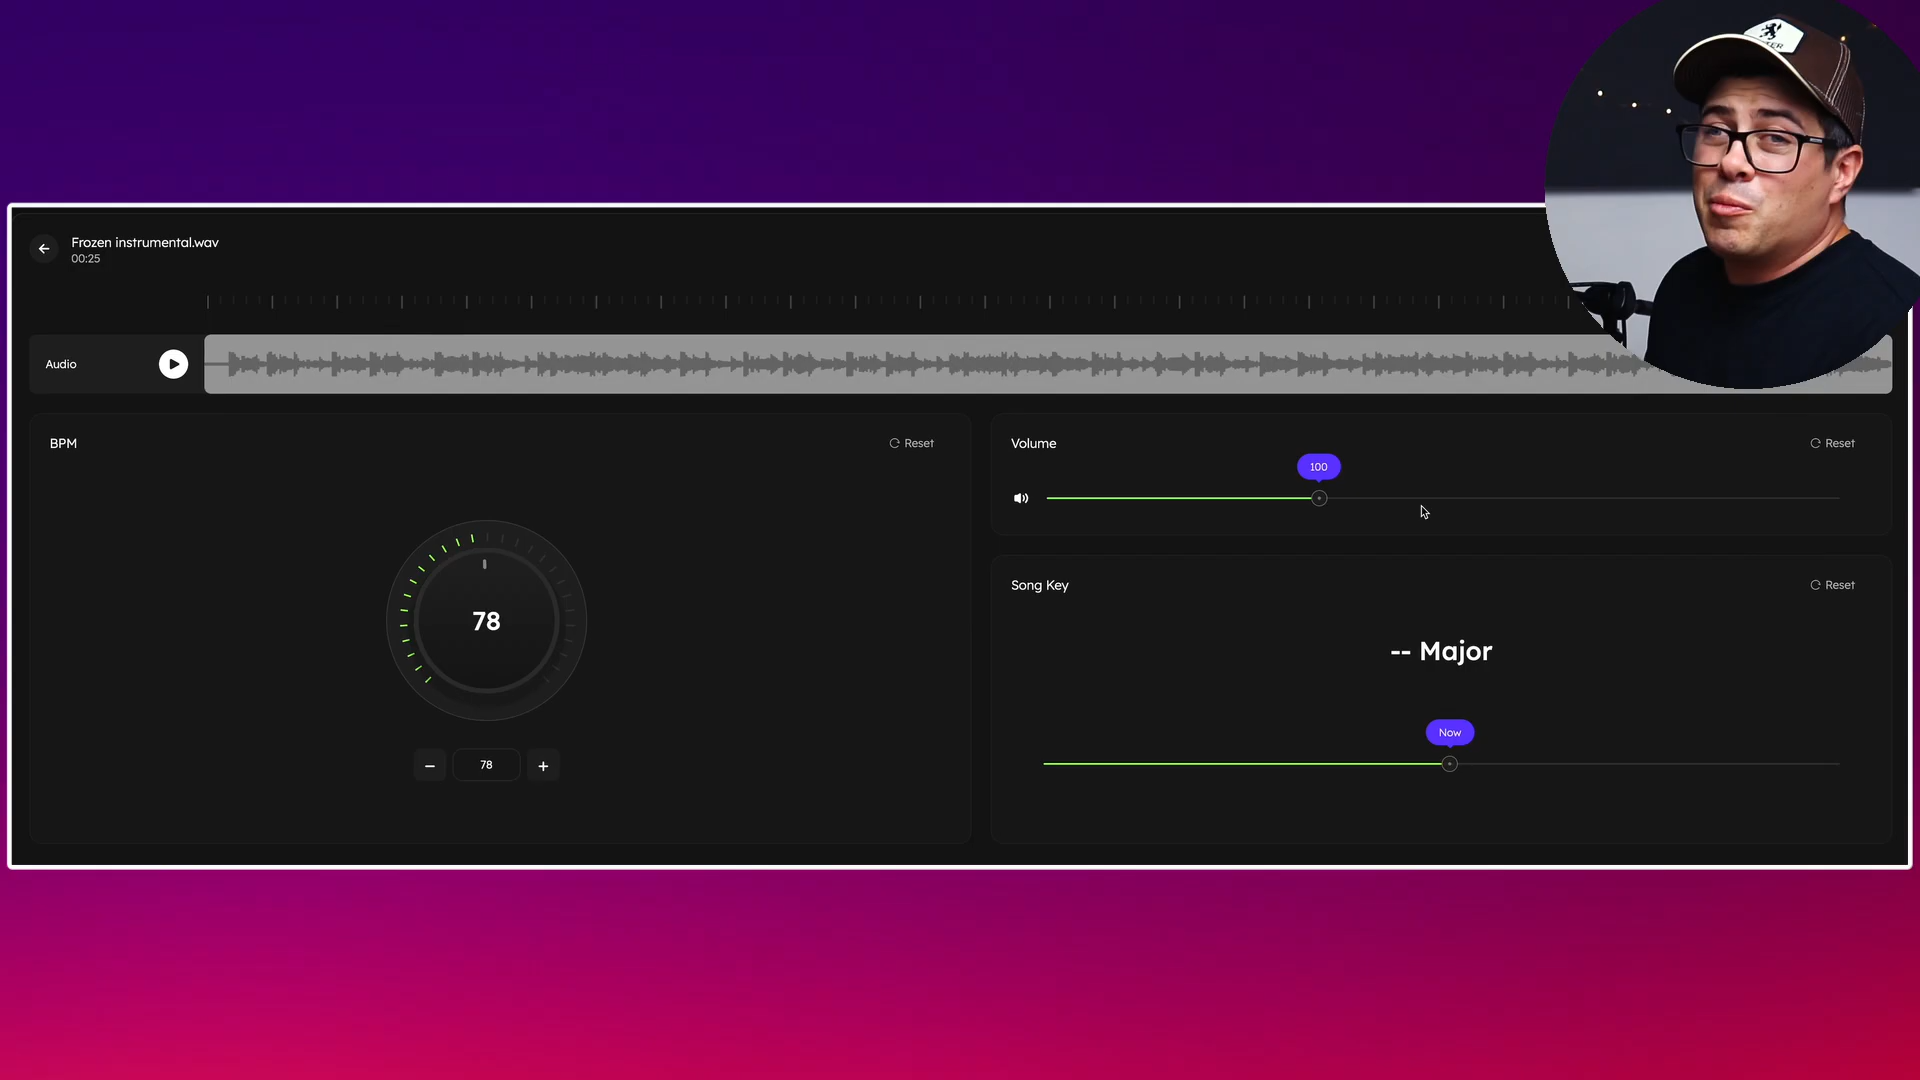 Frozen instrumental.wav
00:25
Audio
BPM
Reset
78
78
Volume
Reset
100
Song Key
Reset
-- Major
Now